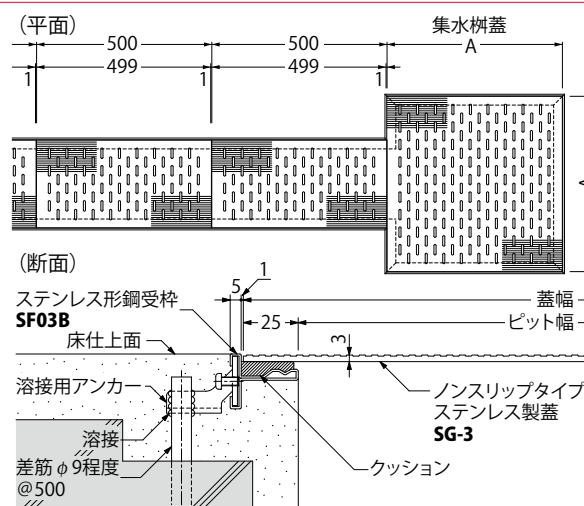 （平面）
500
500
集水桝蓋
A
499
499
1
1
1
A
（断面）
ステンレス形鋼受枠
SF03B
床仕上面
溶接用アンカー
溶接
差筋φ9程度
@500
5
1
25
蓋幅
ピット幅
3
ノンスリップタイプ
ステンレス製蓋
SG-3
クッション